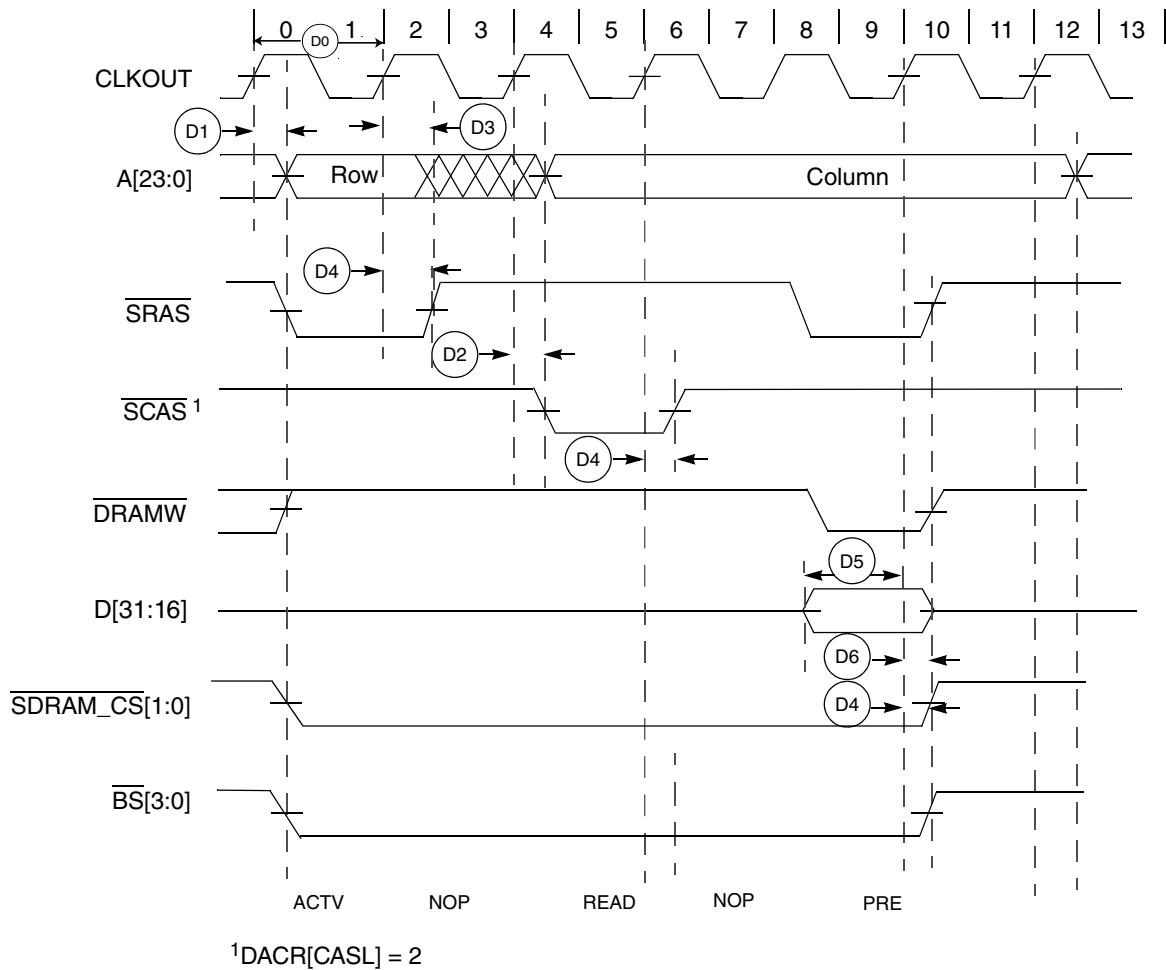 0 1 2 3 4 5 6 7 8 9 10 11 12 13
D0
CLKOUT
D1
D3
A[23:0]
Row
Column
D4
SRAS
D2
SCAS 1
D4
DRAMW
D5
D[31:16]
D6
SDRAM_CS[1:0]
D4
BS[3:0]
ACTV NOP READ NOP PRE
1DACR[CASL] = 2